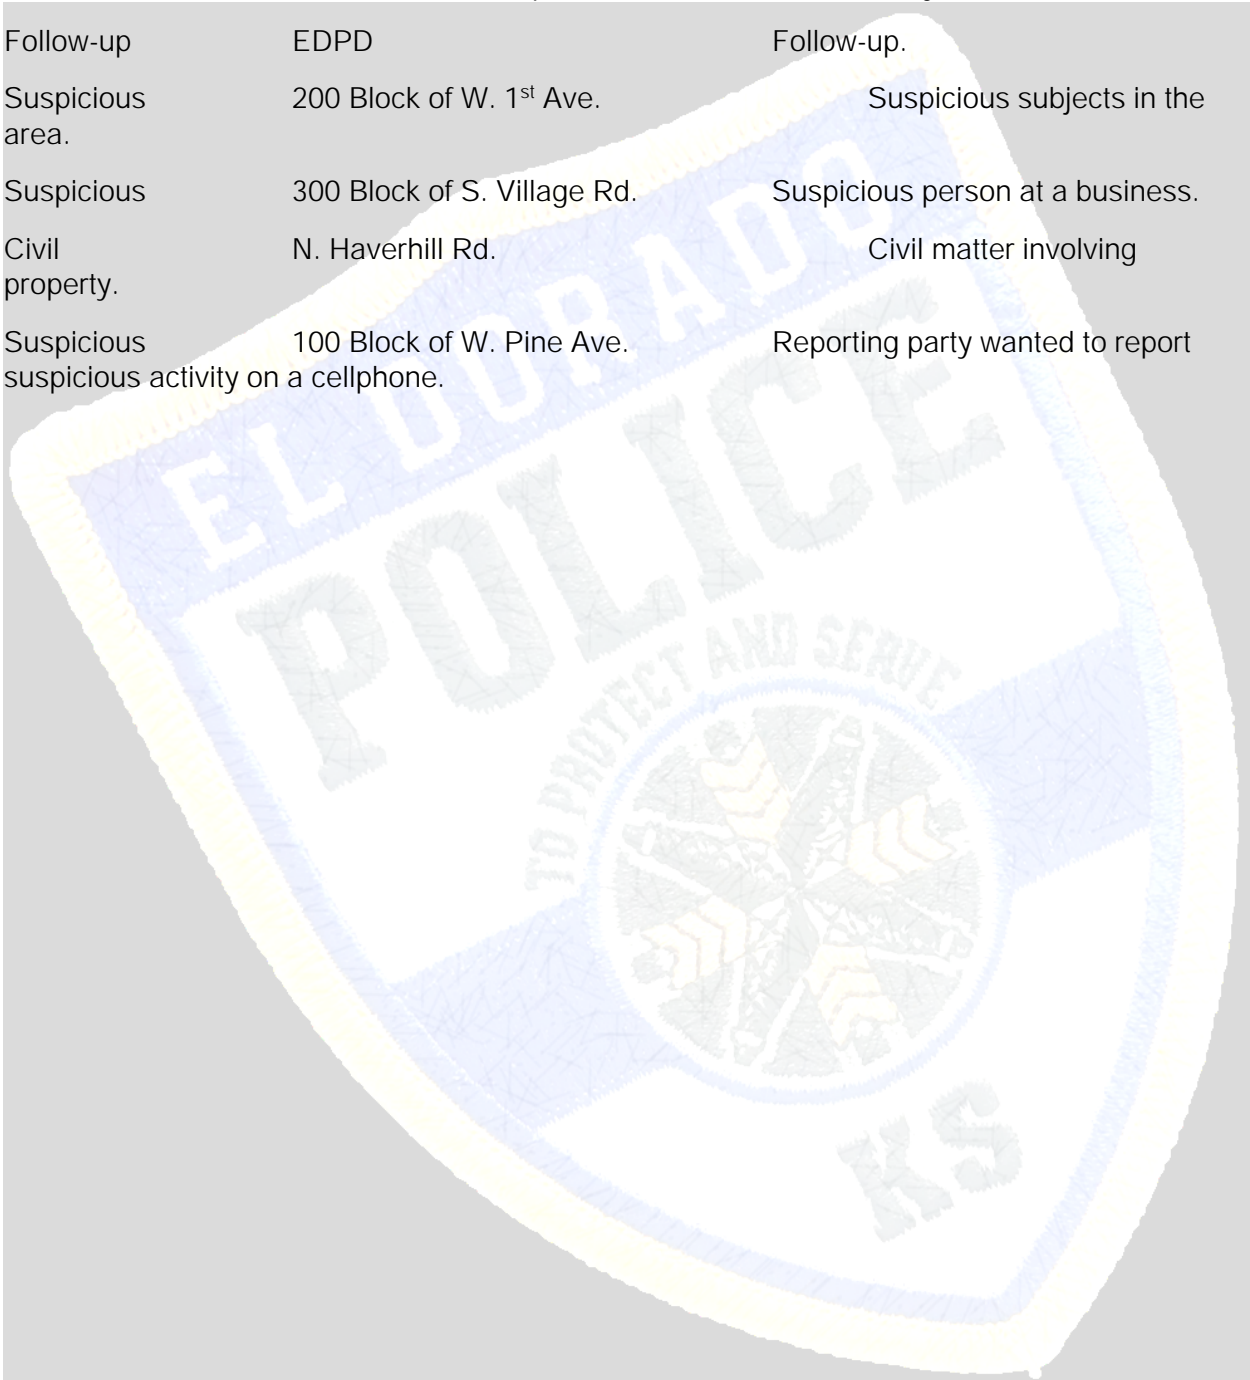 Follow-up EDPD Follow-up.
Suspicious 200 Block of W. 1st Ave. Suspicious subjects in the
area.
Suspicious 300 Block of S. Village Rd. Suspicious person at a business.
Civil N. Haverhill Rd. Civil matter involving
property.
Suspicious 100 Block of W. Pine Ave. Reporting party wanted to report
suspicious activity on a cellphone.
EL DORADO
POLICE
TO PROTECT AND SERVE
KS